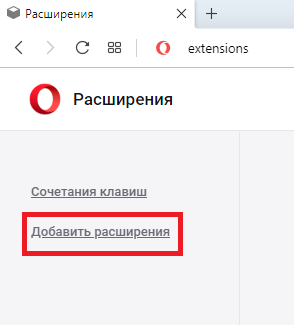 Расширения
extensions
Расширения
Сочетания клавиш
Добавить расширения